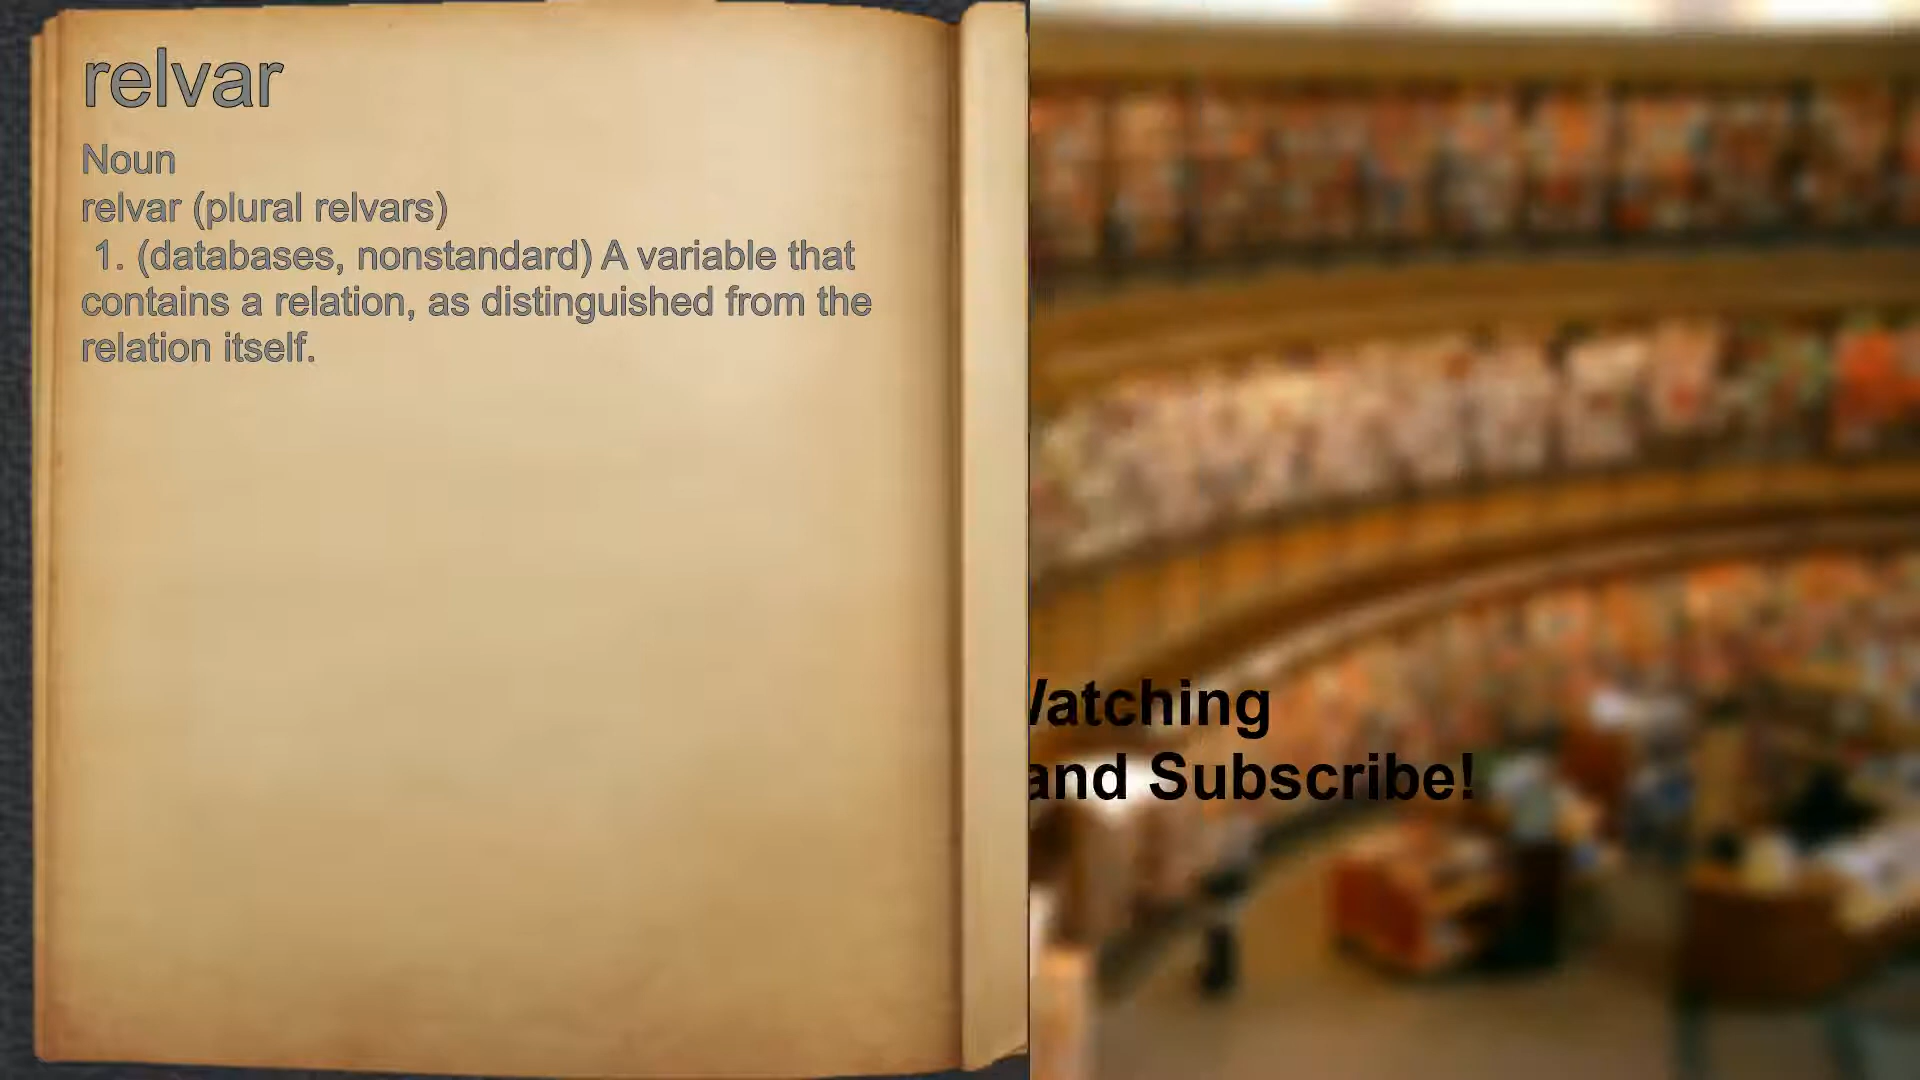 relvar
Noun
relvar (plural relvars)
1. (databases, nonstandard) A variable that
contains a relation, as distinguished from the
relation itself.
and Subscribe!